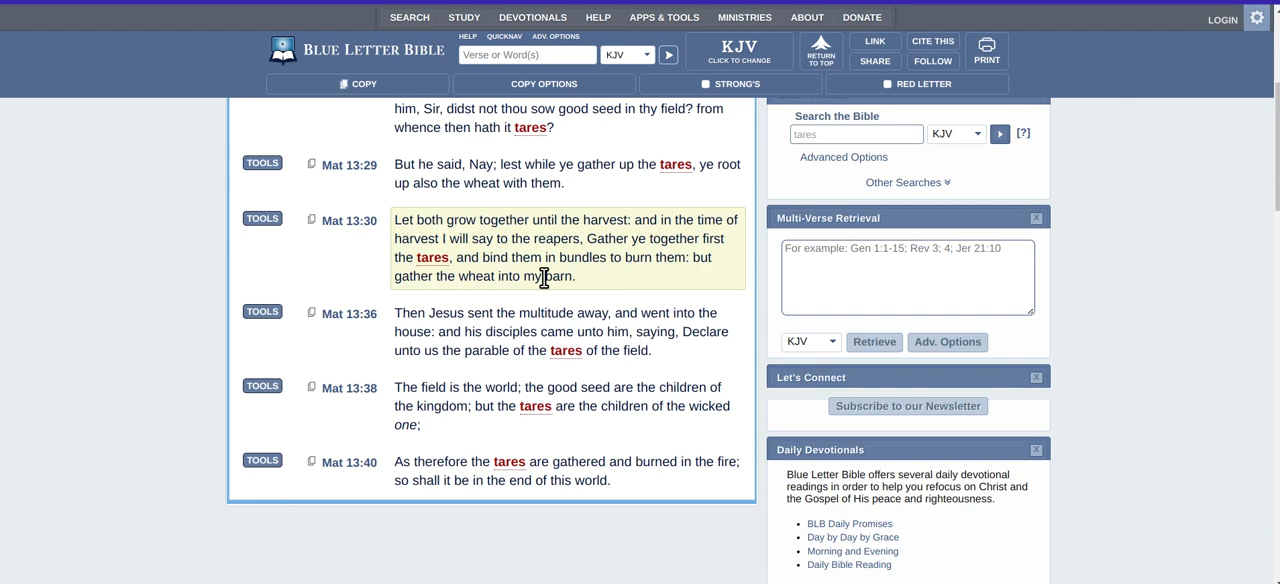 SEARCH STUDY DEVOTIONALS HELP APPS & TOOLS MINISTRIES ABOUT DONATE
LOGIN
BLUE LETTER BIBLE
HELP QUICKNAV ADV. OPTIONS
Verse or Word(s) KJV
KJV
CLICK TO CHANGE
RETURN
TO TOP
LINK CITE THIS
SHARE FOLLOW
PRINT
COPY COPY OPTIONS STRONG'S RED LETTER
him, Sir, didst not thou sow good seed in thy field? from
whence then hath it tares?
TOOLS Mat 13:29 But he said, Nay; lest while ye gather up the tares, ye root
up also the wheat with them.
TOOLS Mat 13:30 Let both grow together until the harvest: and in the time of
harvest I will say to the reapers, Gather ye together first
the tares, and bind them in bundles to burn them: but
gather the wheat into my barn.
TOOLS Mat 13:36 Then Jesus sent the multitude away, and went into the
house: and his disciples came unto him, saying, Declare
unto us the parable of the tares of the field.
TOOLS Mat 13:38 The field is the world; the good seed are the children of
the kingdom; but the tares are the children of the wicked
one;
TOOLS Mat 13:40 As therefore the tares are gathered and burned in the fire;
so shall it be in the end of this world.
Search the Bible
tares KJV [?]
Advanced Options
Other Searches
Multi-Verse Retrieval X
For example: Gen 1:1-15; Rev 3; 4; Jer 21:10
KJV Retrieve Adv. Options
Let's Connect X
Subscribe to our Newsletter
Daily Devotionals X
Blue Letter Bible offers several daily devotional
readings in order to help you refocus on Christ and
the Gospel of His peace and righteousness.
• BLB Daily Promises
• Day by Day by Grace
• Morning and Evening
• Daily Bible Reading